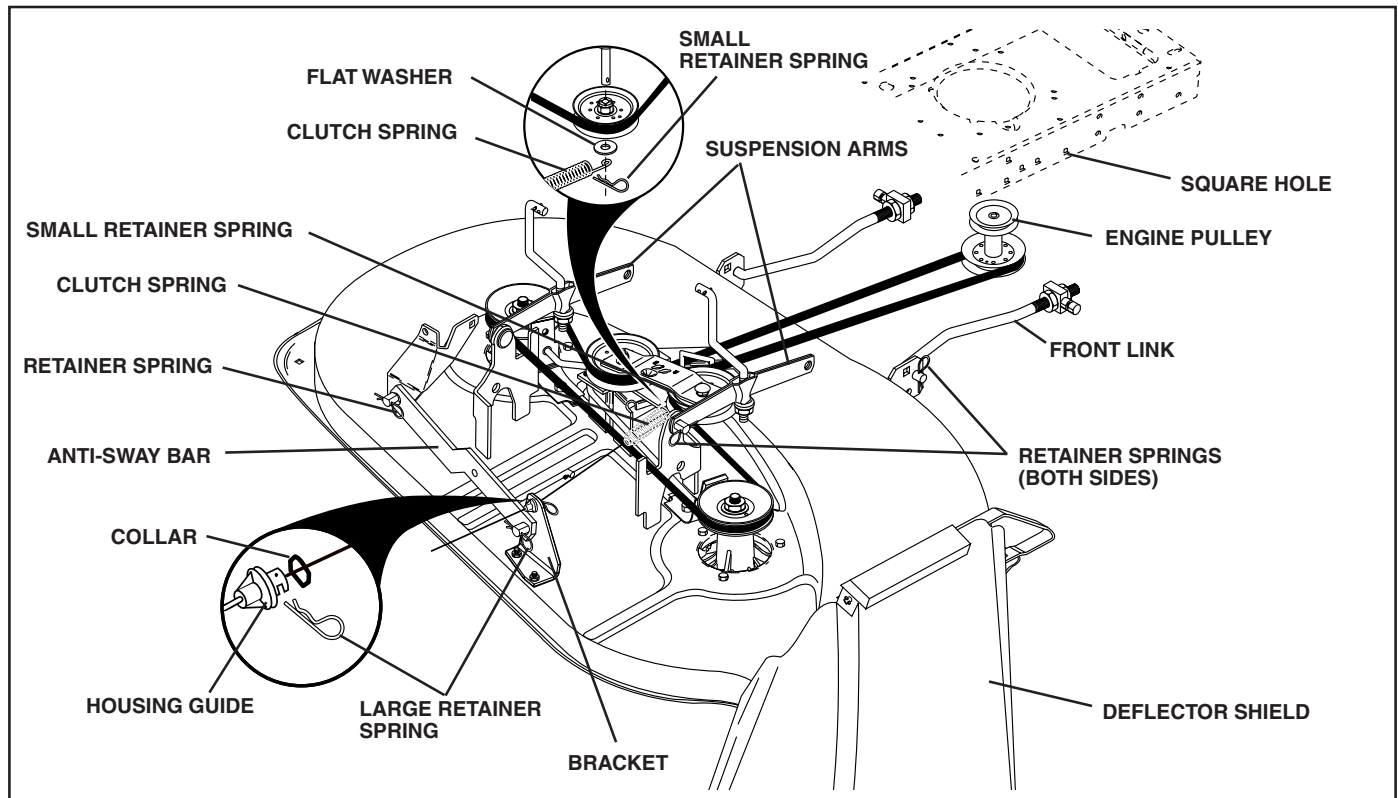 SMALL
RETAINER SPRING
FLAT WASHER
CLUTCH SPRING
SUSPENSION ARMS
SQUARE HOLE
SMALL RETAINER SPRING
ENGINE PULLEY
CLUTCH SPRING
FRONT LINK
RETAINER SPRING
ANTI-SWAY BAR
RETAINER SPRINGS
(BOTH SIDES)
COLLAR
HOUSING GUIDE
LARGE RETAINER
SPRING
DEFLECTOR SHIELD
BRACKET